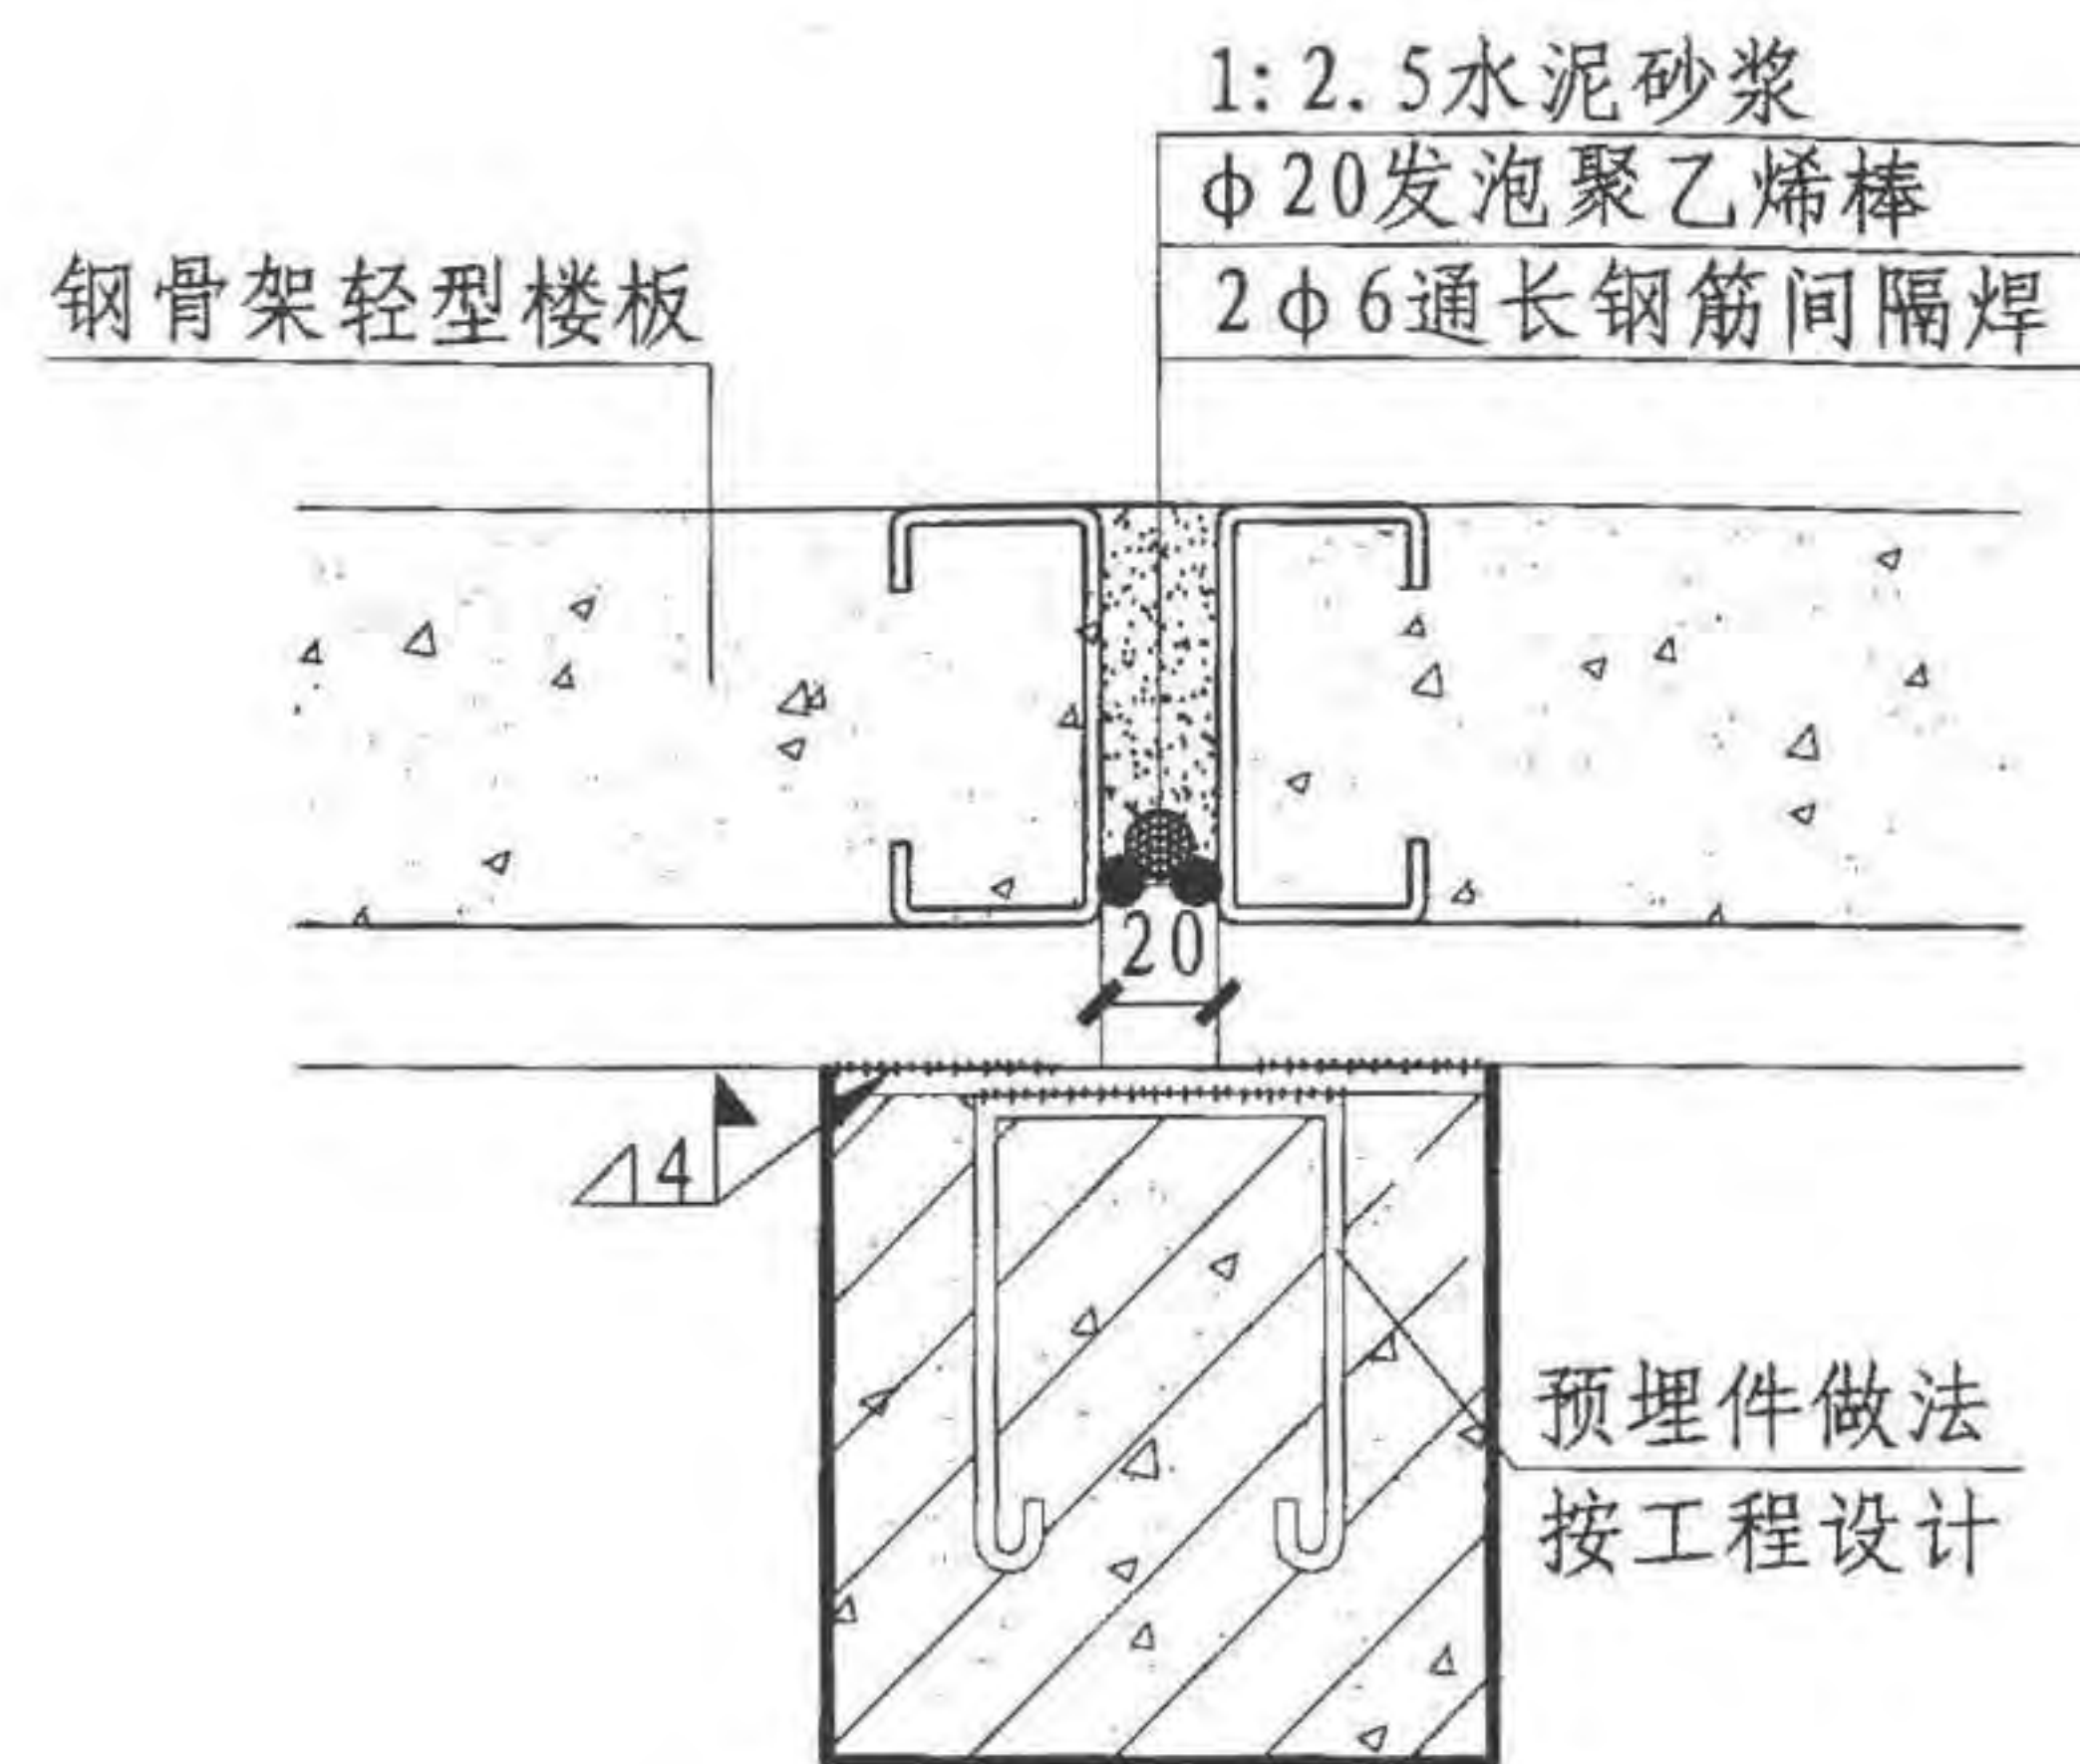 1:2.5水泥砂浆
φ20发泡聚乙烯棒
2φ6通长钢筋间隔焊
钢骨架轻型楼板
20
4
预埋件做法
按工程设计